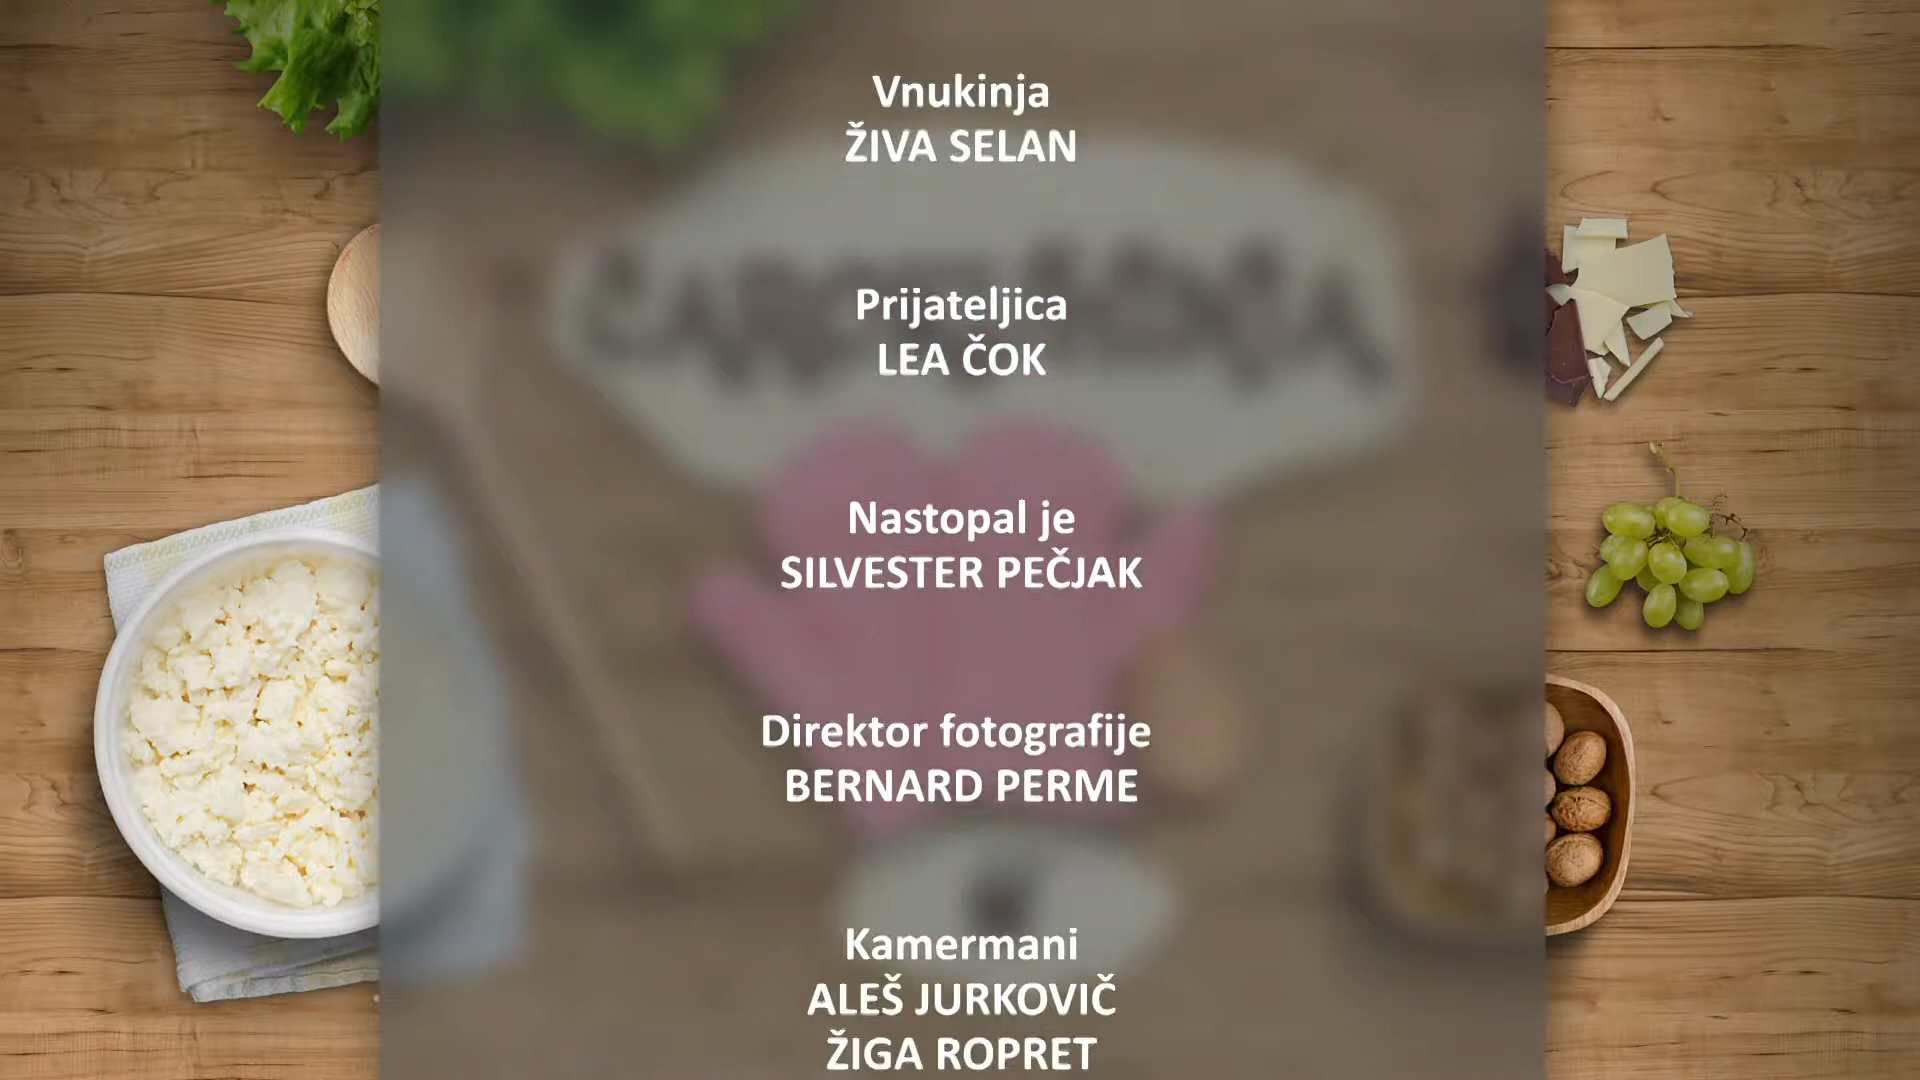 Vnukinja
ŽIVA SELAN
Prijateljica
LEA ČOK
Nastopal je
SILVESTER PEČJAK
Direktor fotografije
BERNARD PERME
Kamermani
ALEŠ JURKOVIČ
ŽIGA ROPRET